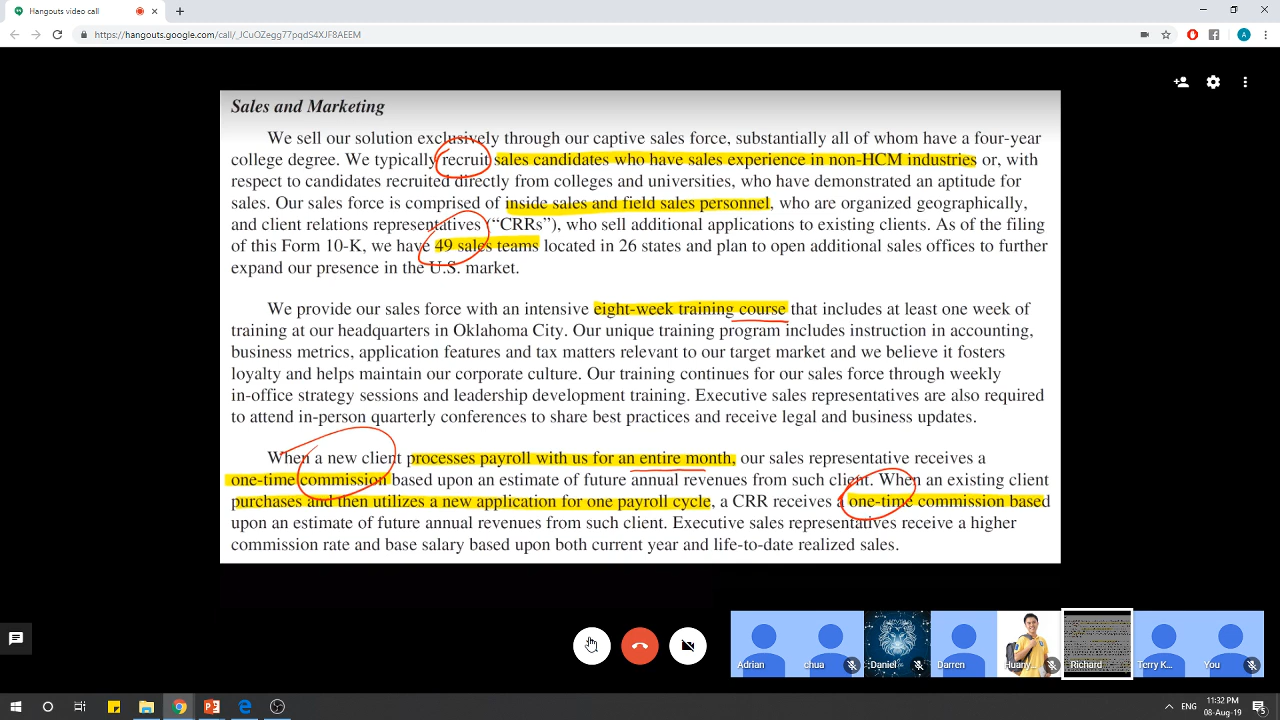 Hangouts video call
https://hangouts.google.com/call/_JCuOZegg77pqdS4XJF8AEEM
A
Sales and Marketing
We sell our solution exclusively through our captive sales force, substantially all of whom have a four-year
college degree. We typically recruit sales candidates who have sales experience in non-HCM industries or, with
respect to candidates recruited directly from colleges and universities, who have demonstrated an aptitude for
sales. Our sales force is comprised of inside sales and field sales personnel, who are organized geographically,
and client relations representatives (“CRRs”), who sell additional applications to existing clients. As of the filing
of this Form 10-K, we have 49 sales teams located in 26 states and plan to open additional sales offices to further
expand our presence in the U.S. market.
We provide our sales force with an intensive eight-week training course that includes at least one week of
training at our headquarters in Oklahoma City. Our unique training program includes instruction in accounting,
business metrics, application features and tax matters relevant to our target market and we believe it fosters
loyalty and helps maintain our corporate culture. Our training continues for our sales force through weekly
in-office strategy sessions and leadership development training. Executive sales representatives are also required
to attend in-person quarterly conferences to share best practices and receive legal and business updates.
When a new client processes payroll with us for an entire month, our sales representative receives a
one-time commission based upon an estimate of future annual revenues from such client. When an existing client
purchases and then utilizes a new application for one payroll cycle, a CRR receives a one-time commission based
upon an estimate of future annual revenues from such client. Executive sales representatives receive a higher
commission rate and base salary based upon both current year and life-to-date realized sales.
Adrian chua Daniel Darren Huany... Richard Terry K... You
ENG
11:32 PM
08-Aug-19
5